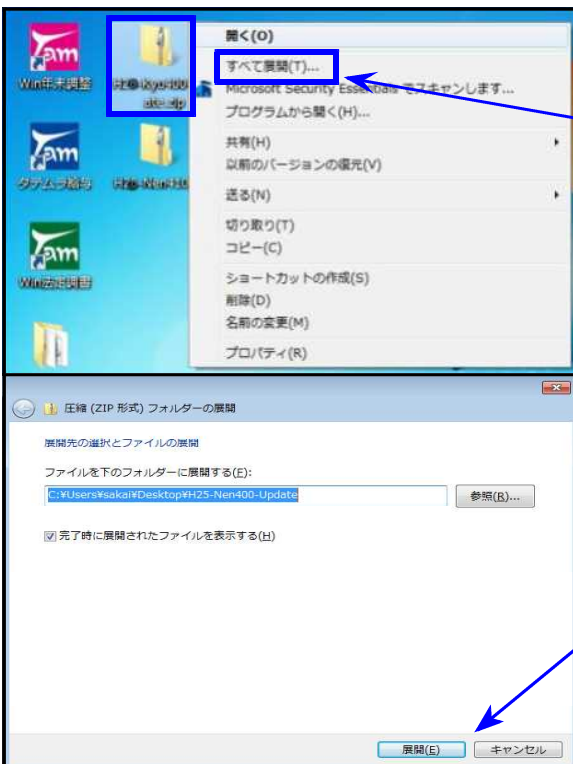 Tam
Win年末調整
Tam
タテムラ給与
Tam
開く(O)
すべて展開(T)...
Microsoft Security Essentials でスキャンします...
プログラムから開く(H)...
共有(H)
以前のバージョンの復元(V)
送る(N)
切り取り(T)
コピー(C)
ショートカットの作成(S)
削除(D)
名前の変更(M)
プロパティ(R)
圧縮 (ZIP 形式) フォルダーの展開
展開先の選択とファイルの展開
ファイルを下のフォルダーに展開する(F):
C:¥Users¥sakai¥Desktop¥H25-Nen400-Update
参照(R)...
完了時に展開されたファイルを表示する(H)
展開(E)
キャンセル